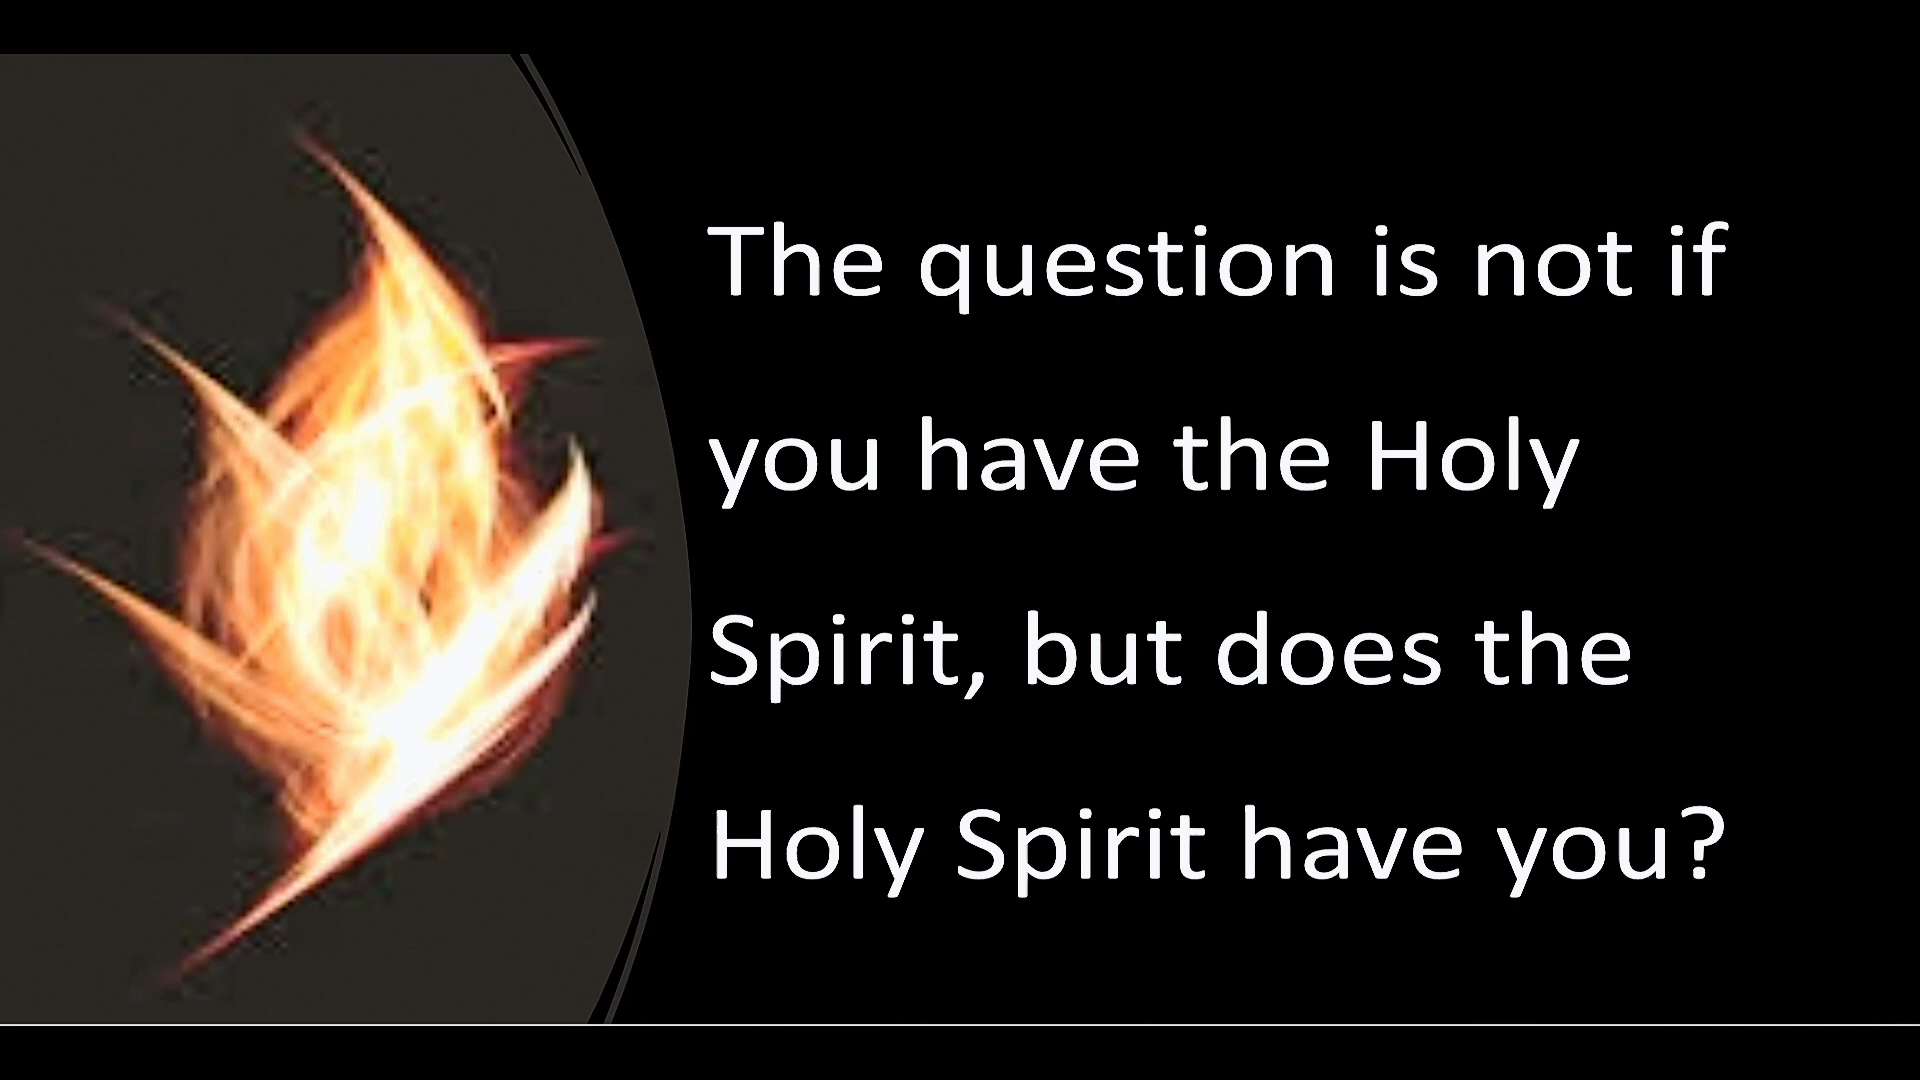 The question is not if
you have the Holy
Spirit, but does the
Holy Spirit have you?